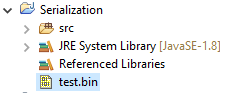 Serialization
src
JRE System Library [JavaSE-1.8]
Referenced Libraries
test.bin